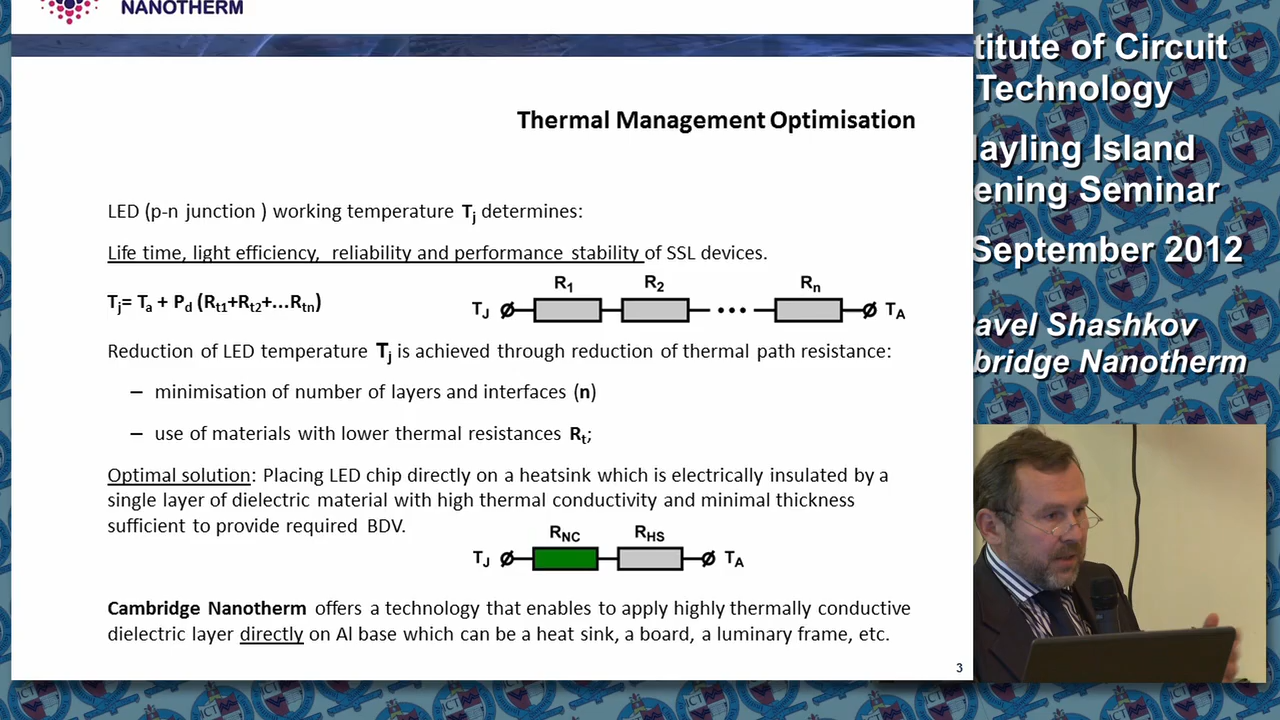 NANOTHERM
Thermal Management Optimisation
LED (p-n junction ) working temperature Tj determines:
Life time, light efficiency, reliability and performance stability of SSL devices.
Tj= Ta + Pd (Rt1+Rt2+...Rtn)
TJ R1 R2 ... Rn TA
Reduction of LED temperature Tj is achieved through reduction of thermal path resistance:
– minimisation of number of layers and interfaces (n)
– use of materials with lower thermal resistances Rt;
Optimal solution: Placing LED chip directly on a heatsink which is electrically insulated by a
single layer of dielectric material with high thermal conductivity and minimal thickness
sufficient to provide required BDV.
TJ RNC RHS TA
Cambridge Nanotherm offers a technology that enables to apply highly thermally conductive
dielectric layer directly on Al base which can be a heat sink, a board, a luminary frame, etc.
3
titute of Circuit
Technology
ayling Island
ening Seminar
September 2012
avel Shashkov
bridge Nanotherm
ICT